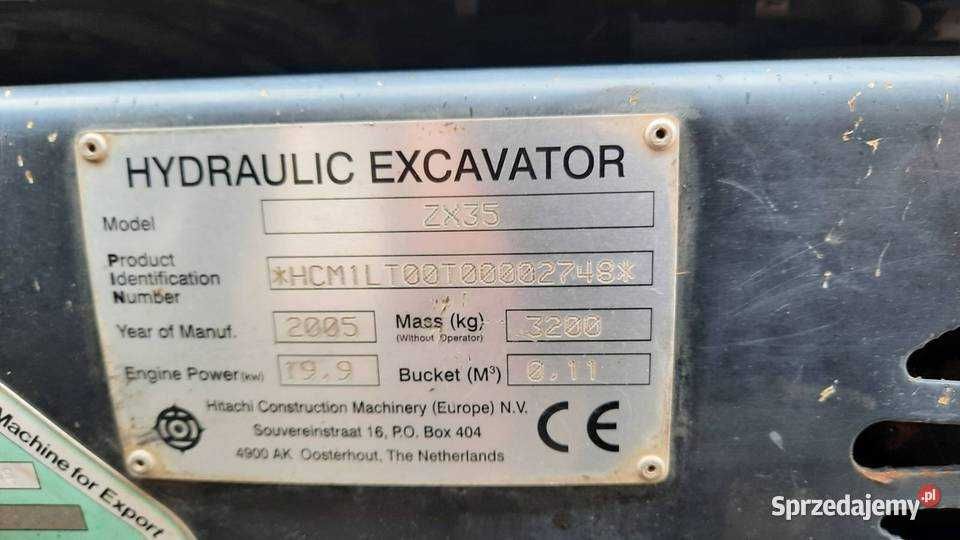 HYDRAULIC EXCAVATOR
Model ZX35
Product
Identification
Number *HCM1LT00T00002748*
Year of Manuf. 2005 Mass (kg) 3200
(Without Operator)
Engine Power (kw) 19,9 Bucket (M³) 0,11
Hitachi Construction Machinery (Europe) N.V.
Souvereinstraat 16, P.O. Box 404
4900 AK Oosterhout, The Netherlands
CE
Machine for Export
Sprzedajemy.pl